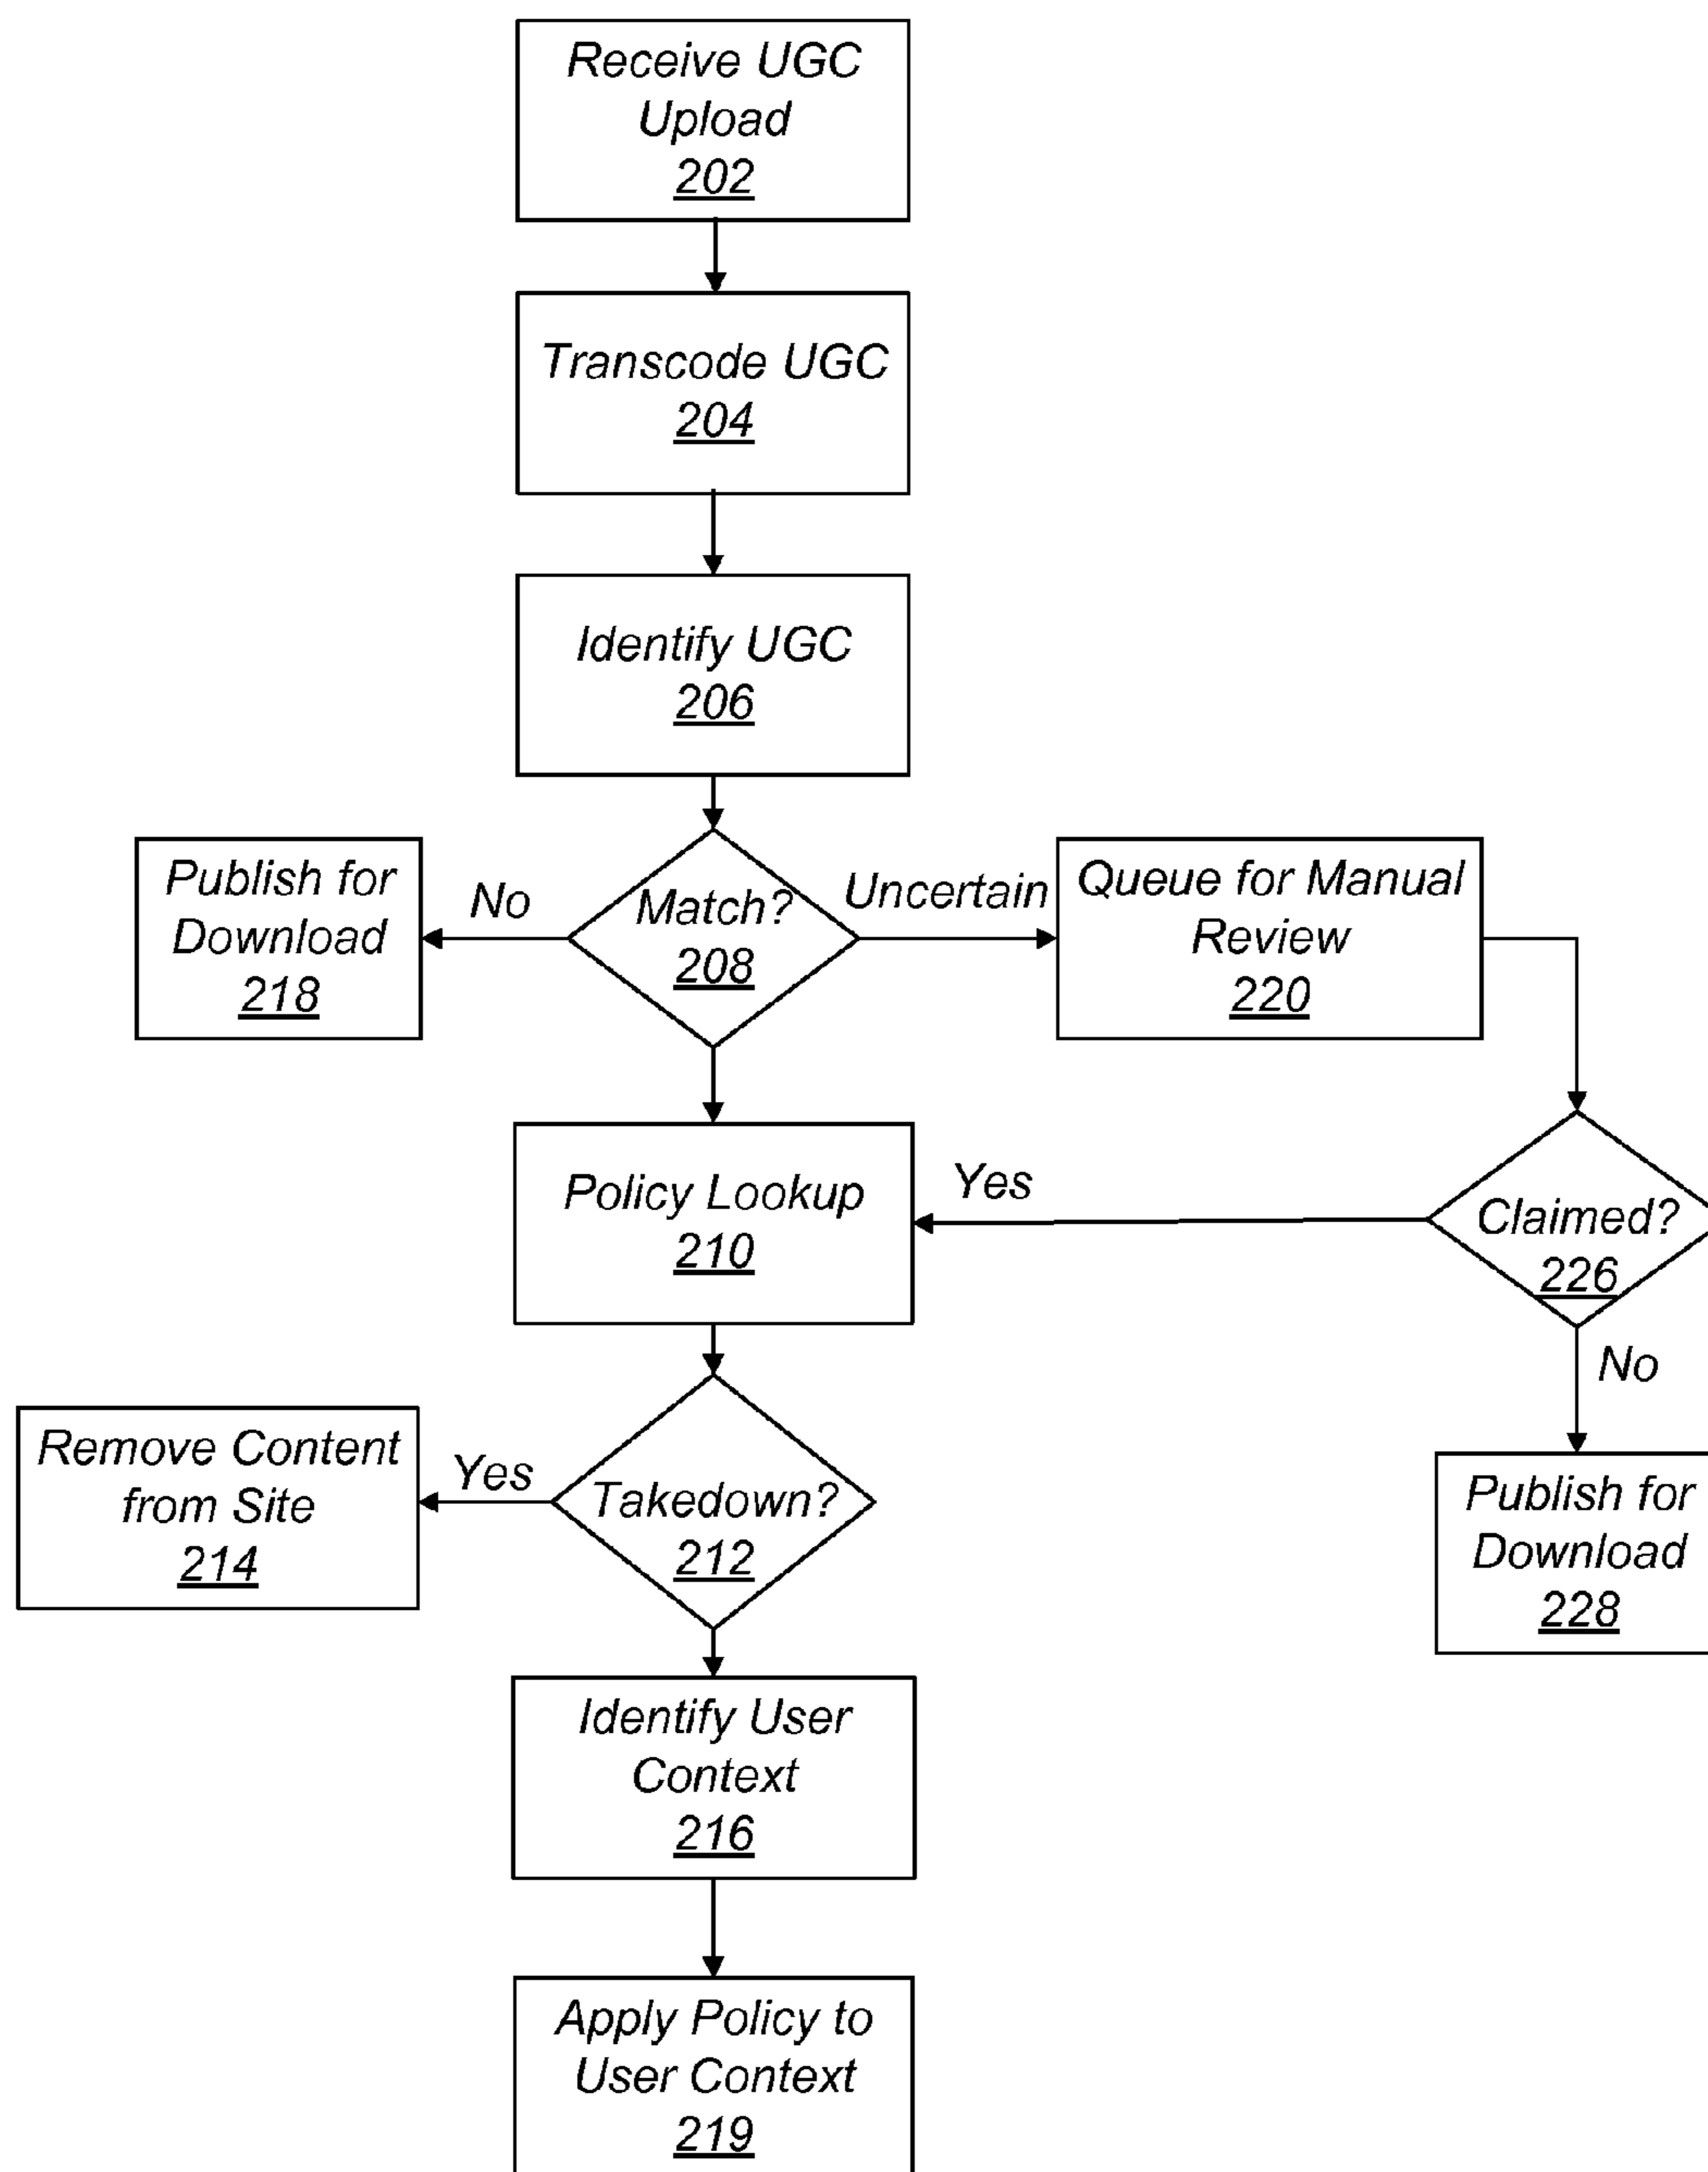 Receive UGC
Upload
202
Transcode UGC
204
Identify UGC
206
Publish for
Download
218
No
Match?
208
Uncertain
Queue for Manual
Review
220
Policy Lookup
210
Yes
Claimed?
226
No
Remove Content
from Site
214
Yes
Takedown?
212
Publish for
Download
228
Identify User
Context
216
Apply Policy to
User Context
219